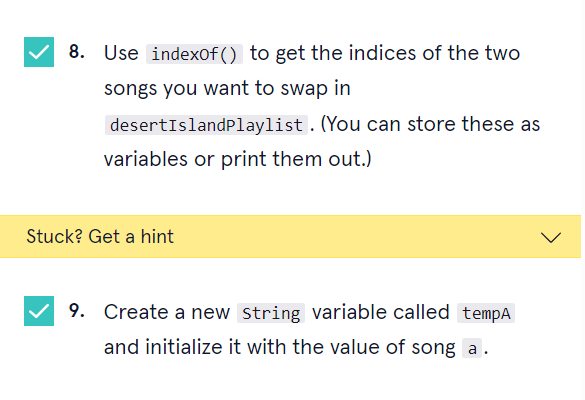 8. Use indexOf() to get the indices of the two
songs you want to swap in
desertIslandPlaylist. (You can store these as
variables or print them out.)
Stuck? Get a hint
9. Create a new String variable called tempA
and initialize it with the value of song a.